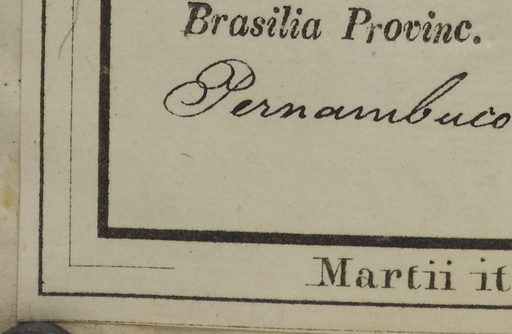 Brasilia Provinc.
Pernambuco
Martii it